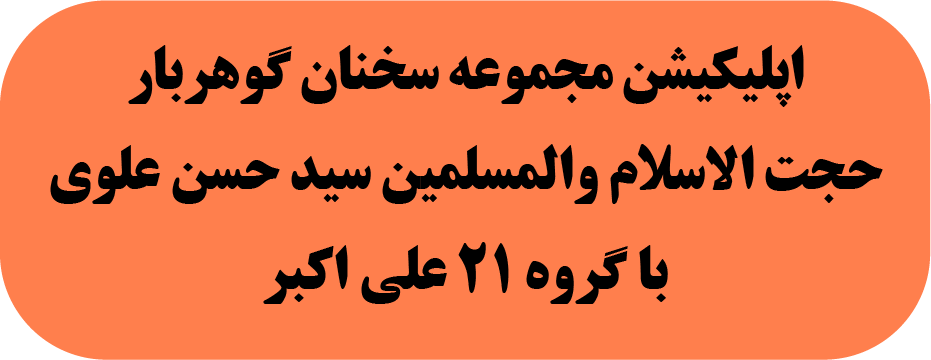 اپلیکیشن مجموعه سخنان گوهربار
حجت الاسلام والمسلمین سید حسن علوی
با گروه ۲۱ علی اکبر